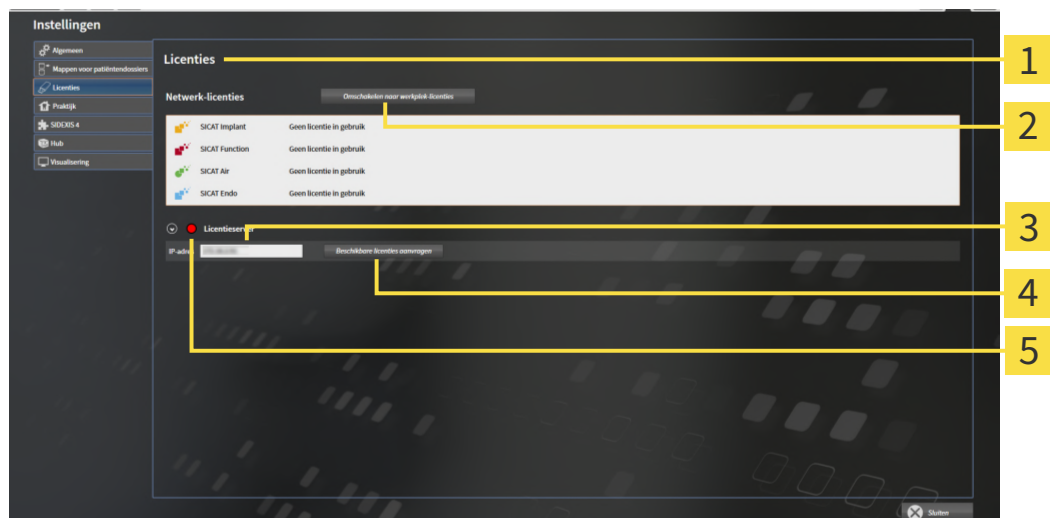 Instellingen
Algemeen
Mappen voor patiëntendossiers
Licenties
Praktijk
SIDEXIS 4
Hub
Visualisering
Licenties
Netwerk-licenties
Omschakelen naar werkplek-licenties
SICAT Implant Geen licentie in gebruik
SICAT Function Geen licentie in gebruik
SICAT Air Geen licentie in gebruik
SICAT Endo Geen licentie in gebruik
Licentieserver
IP-adres
Beschikbare licenties aanvragen
Sluiten
1
2
3
4
5